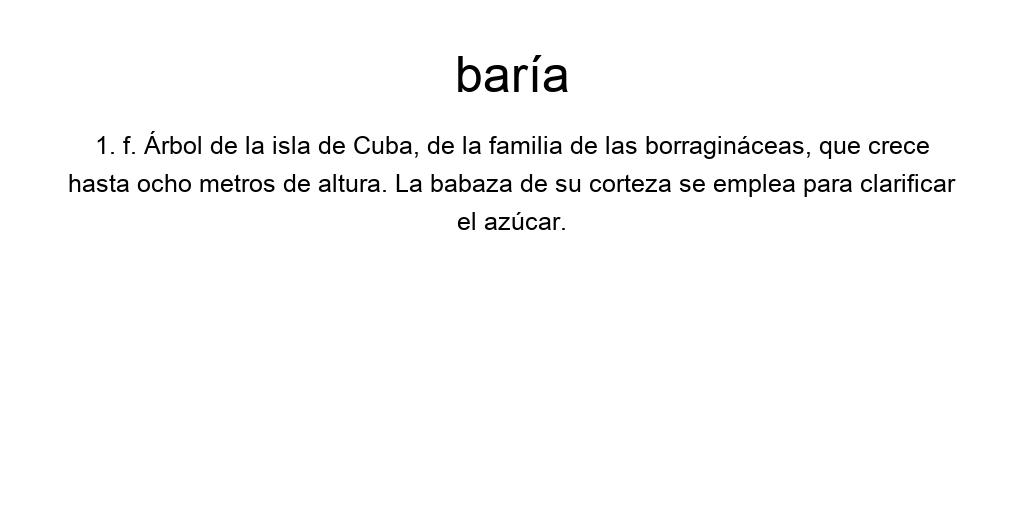 baría
1. f. Árbol de la isla de Cuba, de la familia de las borragináceas, que crece
hasta ocho metros de altura. La babaza de su corteza se emplea para clarificar
el azúcar.